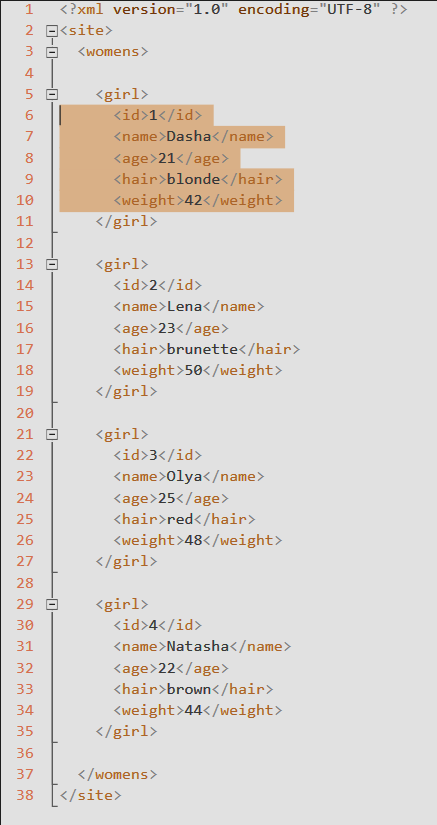 1 <?xml version="1.0" encoding="UTF-8" ?>
2 <site>
3 <womens>
4
5 <girl>
6 <id>1</id>
7 <name>Dasha</name>
8 <age>21</age>
9 <hair>blonde</hair>
10 <weight>42</weight>
11 </girl>
12
13 <girl>
14 <id>2</id>
15 <name>Lena</name>
16 <age>23</age>
17 <hair>brunette</hair>
18 <weight>50</weight>
19 </girl>
20
21 <girl>
22 <id>3</id>
23 <name>Olya</name>
24 <age>25</age>
25 <hair>red</hair>
26 <weight>48</weight>
27 </girl>
28
29 <girl>
30 <id>4</id>
31 <name>Natasha</name>
32 <age>22</age>
33 <hair>brown</hair>
34 <weight>44</weight>
35 </girl>
36
37 </womens>
38 </site>